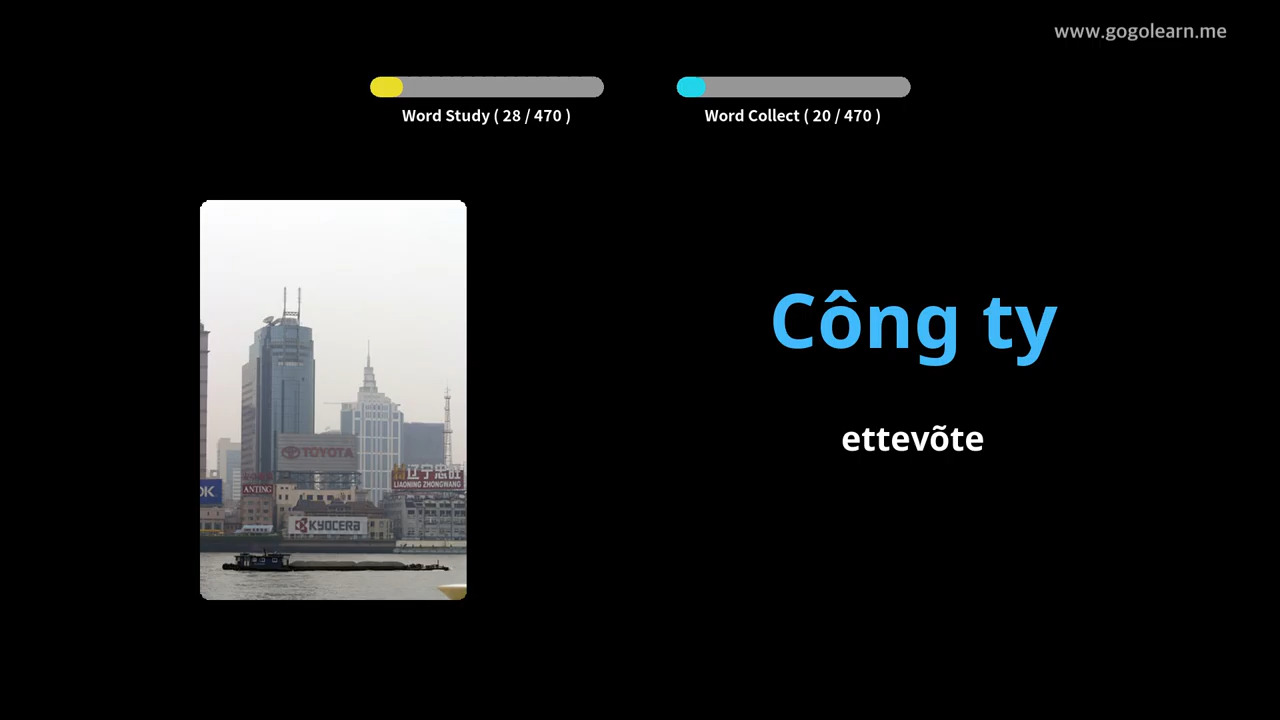 www.gogolearn.me
Word Study ( 28 / 470 )
Word Collect ( 20 / 470 )
Công ty
ettevõte
TOYOTA
辽宁忠旺
LIAONING ZHONGWANG
OK
ANTING
KYOCERA